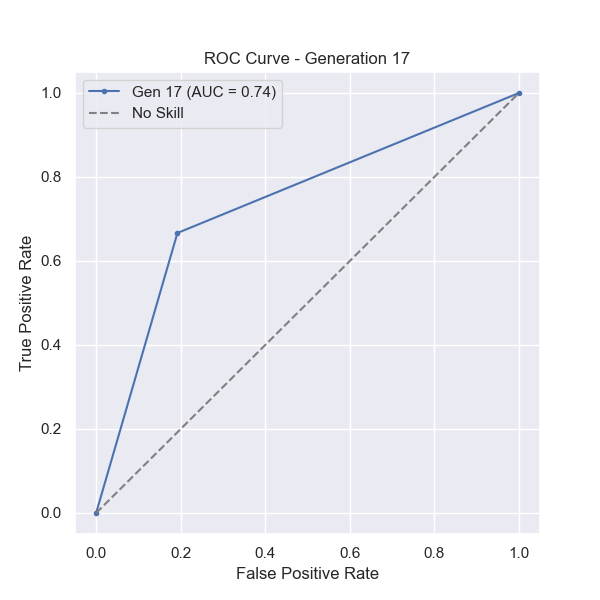 ROC Curve - Generation 17
Gen 17 (AUC = 0.74)
No Skill
1.0
0.8
0.6
0.4
0.2
0.0
True Positive Rate
0.0 0.2 0.4 0.6 0.8 1.0
False Positive Rate